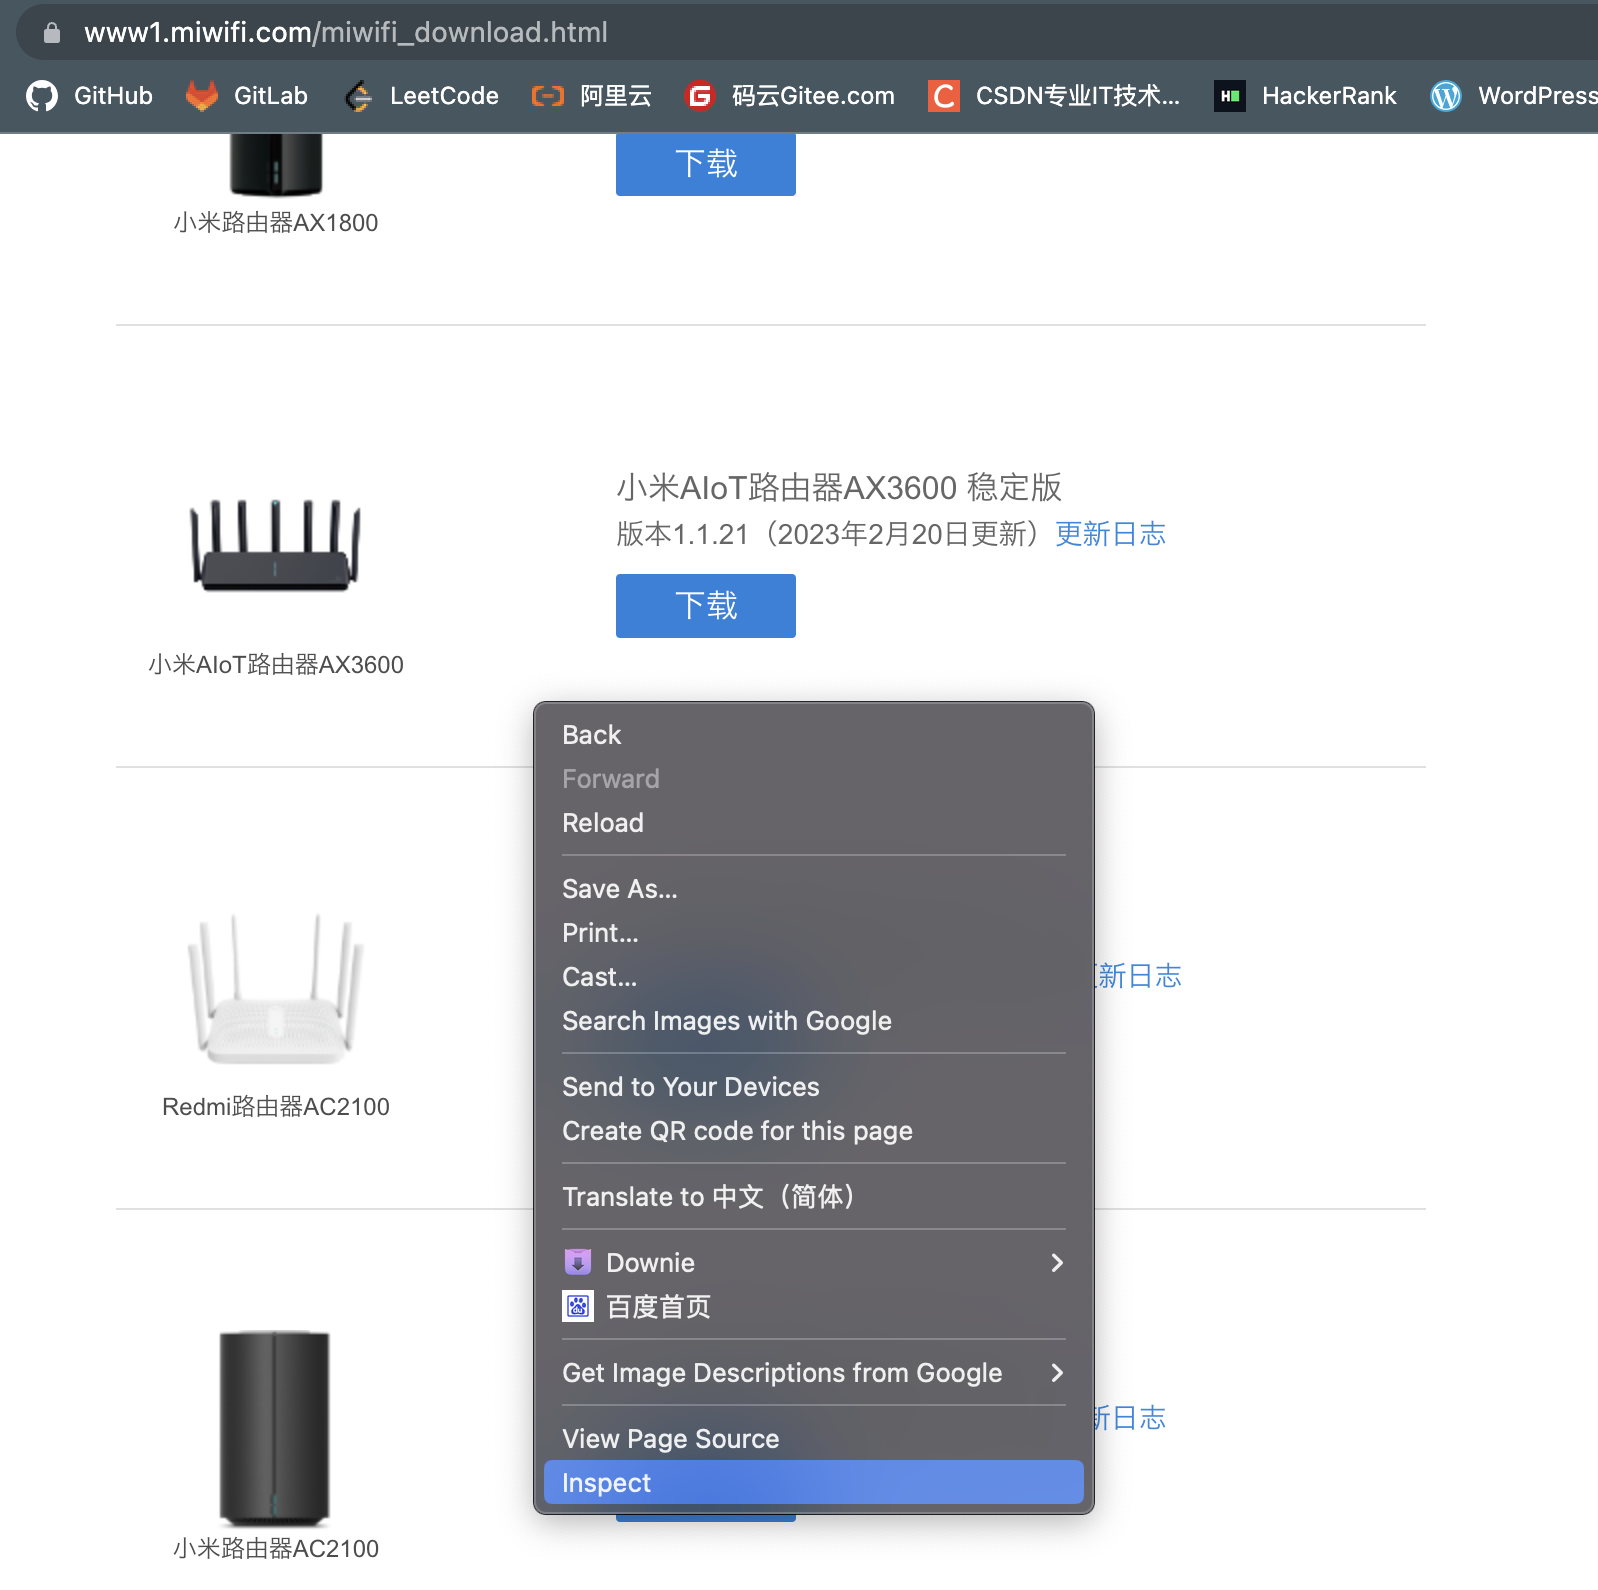 www1.miwifi.com/miwifi_download.html
GitHub GitLab LeetCode 阿里云 码云Gitee.com CSDN专业IT技术... HackerRank WordPress
下载
小米路由器AX1800
小米AIoT路由器AX3600 稳定版
版本1.1.21（2023年2月20日更新）更新日志
下载
小米AIoT路由器AX3600
Back
Forward
Reload
Save As...
Print...
Cast...
新日志
Search Images with Google
Send to Your Devices
Redmi路由器AC2100
Create QR code for this page
Translate to 中文（简体）
Downie
百度首页
Get Image Descriptions from Google
新日志
View Page Source
Inspect
小米路由器AC2100